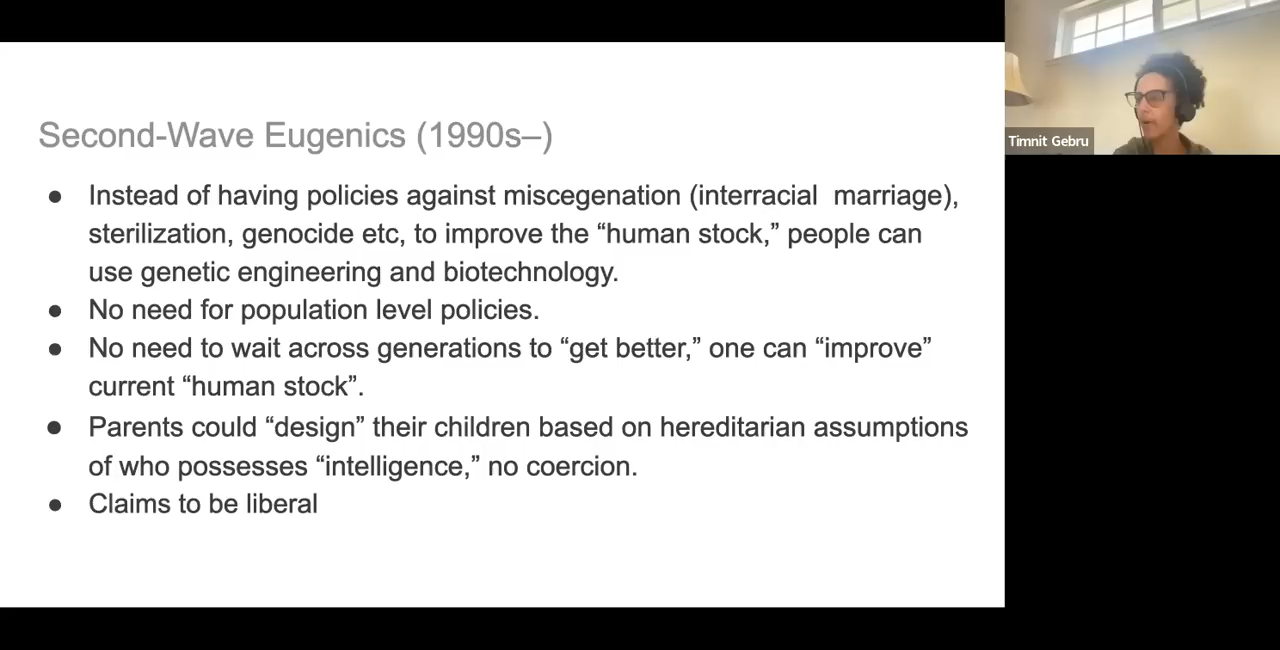 Second-Wave Eugenics (1990s–)
● Instead of having policies against miscegenation (interracial  marriage),
sterilization, genocide etc, to improve the “human stock,” people can
use genetic engineering and biotechnology.
● No need for population level policies.
● No need to wait across generations to “get better,” one can “improve”
current “human stock”.
● Parents could “design” their children based on hereditarian assumptions
of who possesses “intelligence,” no coercion.
● Claims to be liberal
Timnit Gebru